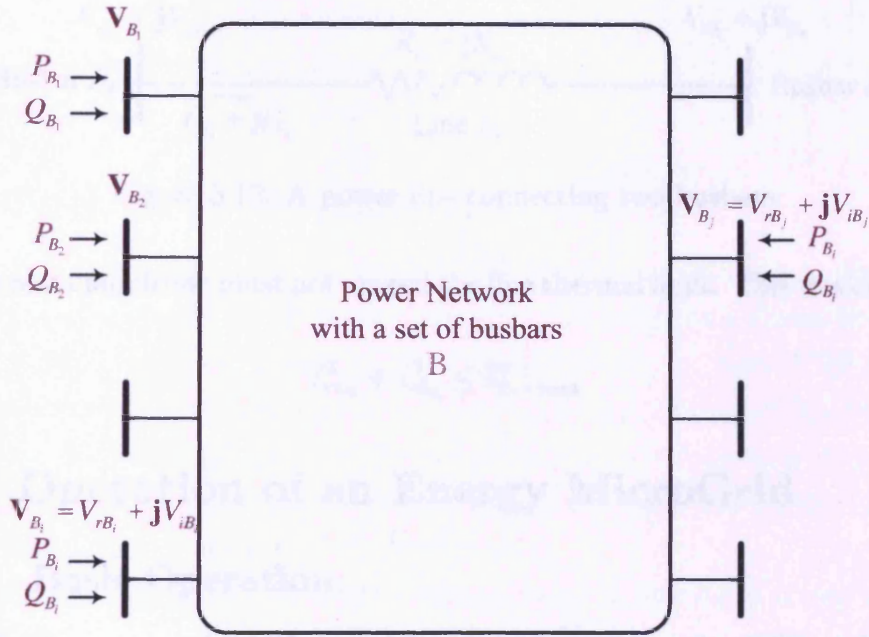 V_{B_1}
P_{B_1}
Q_{B_1}
V_{B_2}
P_{B_2}
Q_{B_2}
V_{B_j} = V_{rB_j} + jV_{iB_j}
P_{B_i}
Q_{B_i}
Power Network
with a set of busbars
B
V_{B_i} = V_{rB_i} + jV_{iB_i}
P_{B_i}
Q_{B_i}
A power connecting two
thermal
Operation of an Energy MicroGrid
Operation